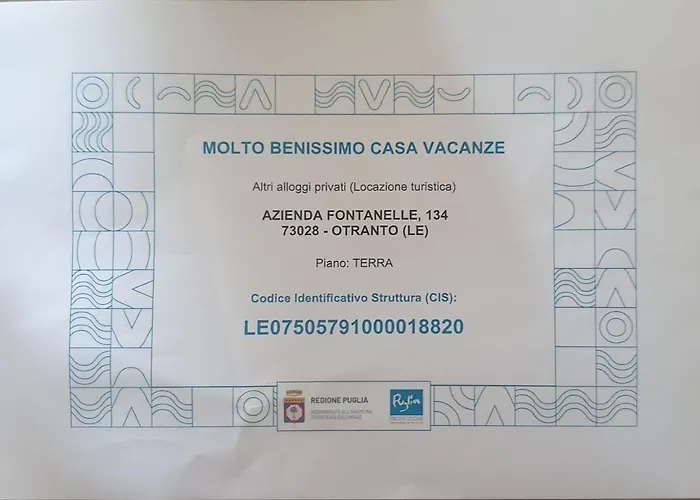 MOLTO BENISSIMO CASA VACANZE
Altri alloggi privati (Locazione turistica)
AZIENDA FONTANELLE, 134
73028 - OTRANTO (LE)
Piano: TERRA
Codice Identificativo Struttura (CIS):
LE07505791000018820
REGIONE PUGLIA
Puglia